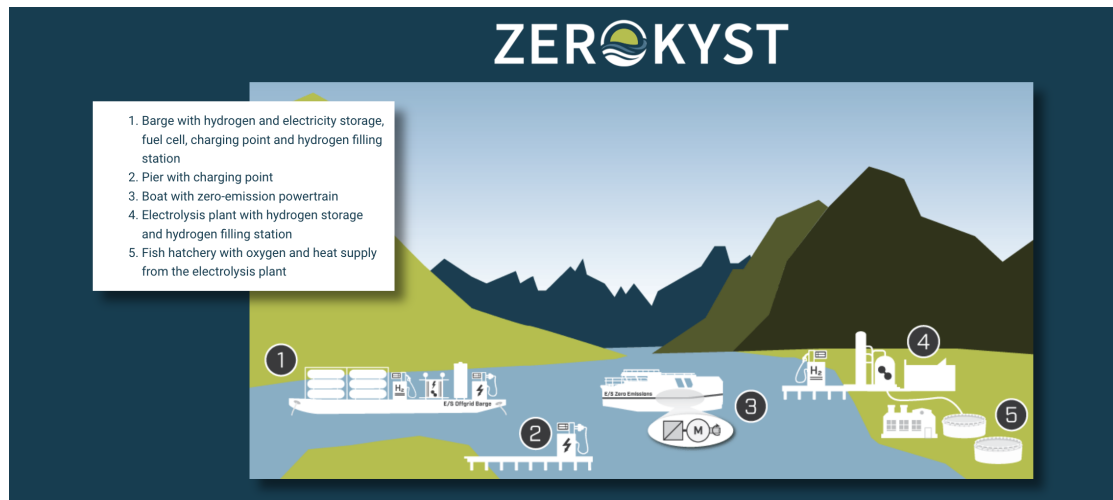 ZEROKYST
1. Barge with hydrogen and electricity storage,
fuel cell, charging point and hydrogen filling
station
2. Pier with charging point
3. Boat with zero-emission powertrain
4. Electrolysis plant with hydrogen storage
and hydrogen filling station
5. Fish hatchery with oxygen and heat supply
from the electrolysis plant
1
H₂
E/S Offgrid Barge
2
E/S Zero Emissions
M
3
H₂
4
5